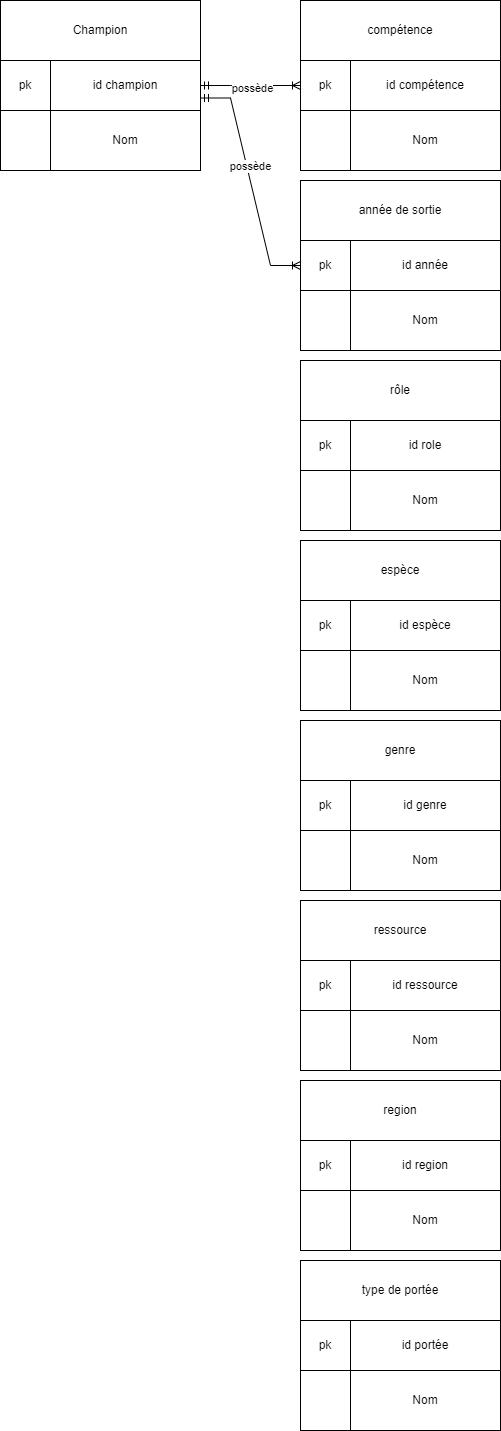 Champion
pk id champion
Nom
possède
possède
compétence
pk id compétence
Nom
année de sortie
pk id année
Nom
rôle
pk id role
Nom
espèce
pk id espèce
Nom
genre
pk id genre
Nom
ressource
pk id ressource
Nom
region
pk id region
Nom
type de portée
pk id portée
Nom